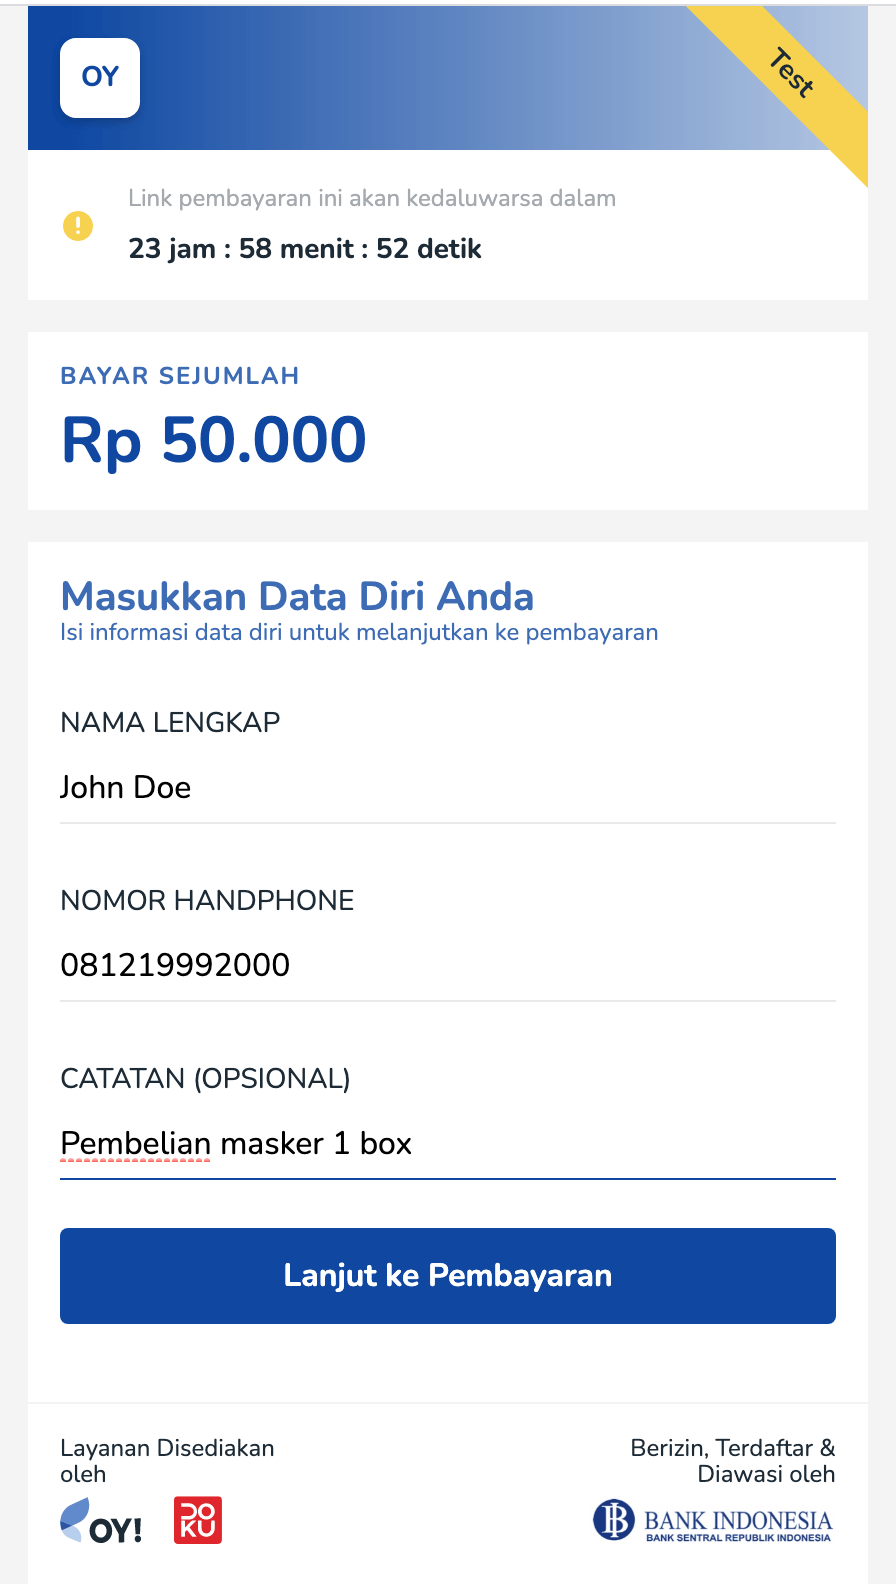 OY
Test
Link pembayaran ini akan kedaluwarsa dalam
23 jam : 58 menit : 52 detik
BAYAR SEJUMLAH
Rp 50.000
Masukkan Data Diri Anda
Isi informasi data diri untuk melanjutkan ke pembayaran
NAMA LENGKAP
John Doe
NOMOR HANDPHONE
081219992000
CATATAN (OPSIONAL)
Pembelian masker 1 box
Lanjut ke Pembayaran
Layanan Disediakan
oleh
OY!
DOKU
Berizin, Terdaftar &
Diawasi oleh
BANK INDONESIA
BANK SENTRAL REPUBLIK INDONESIA